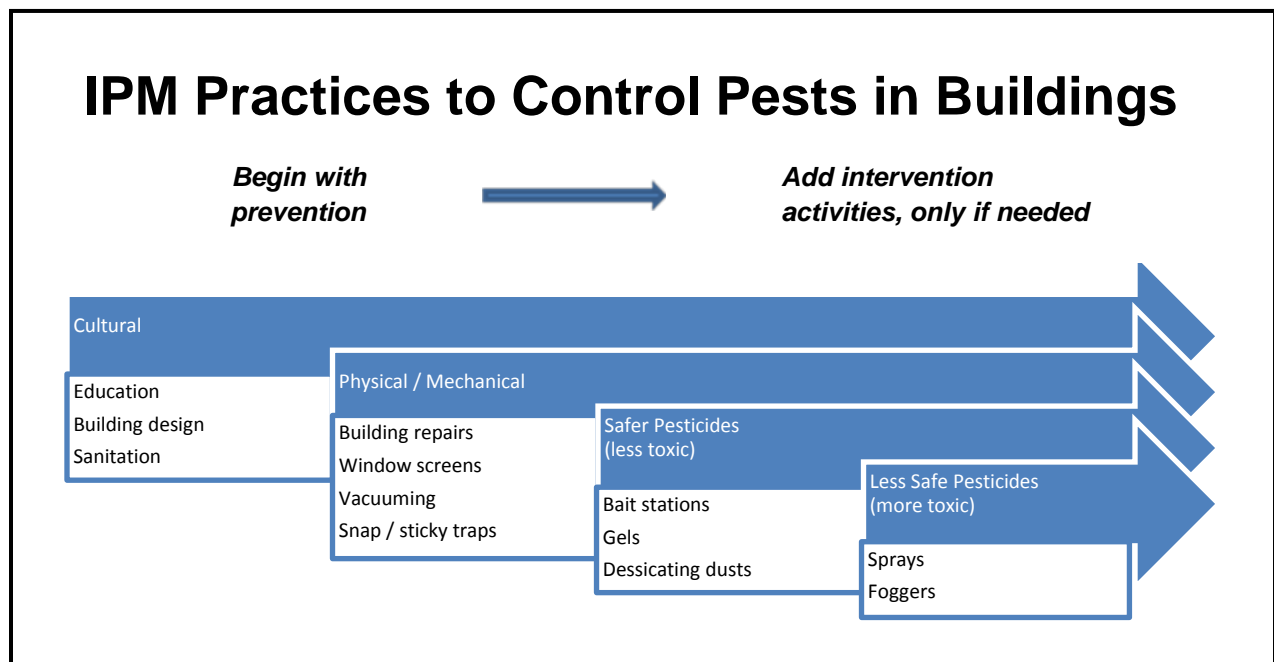 IPM Practices to Control Pests in Buildings
Begin with
prevention
Add intervention
activities, only if needed
Cultural
Education
Building design
Sanitation
Physical / Mechanical
Building repairs
Window screens
Vacuuming
Snap / sticky traps
Safer Pesticides
(less toxic)
Bait stations
Gels
Dessicating dusts
Less Safe Pesticides
(more toxic)
Sprays
Foggers